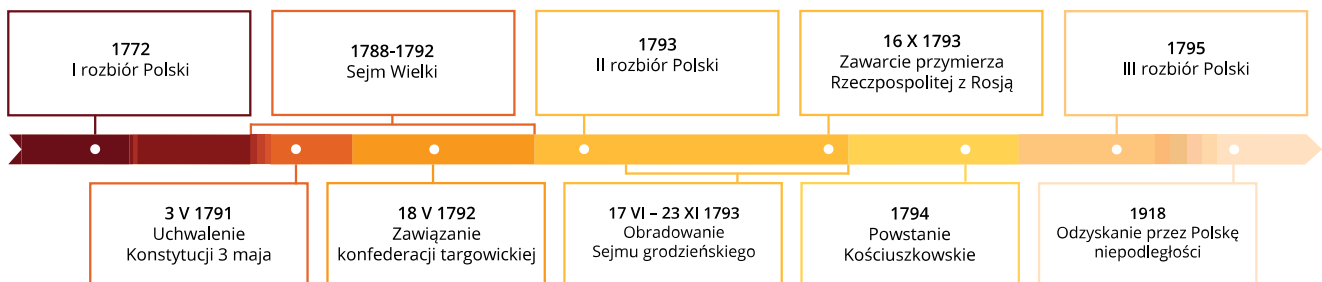 1772
I rozbiór Polski
1788-1792
Sejm Wielki
1793
II rozbiór Polski
16 X 1793
Zawarcie przymierza
Rzeczpospolitej z Rosją
1795
III rozbiór Polski
3 V 1791
Uchwalenie
Konstytucji 3 maja
18 V 1792
Zawiązanie
konfederacji targowickiej
17 VI – 23 XI 1793
Obradowanie
Sejmu grodzieńskiego
1794
Powstanie
Kościuszkowskie
1918
Odzyskanie przez Polskę
niepodległości